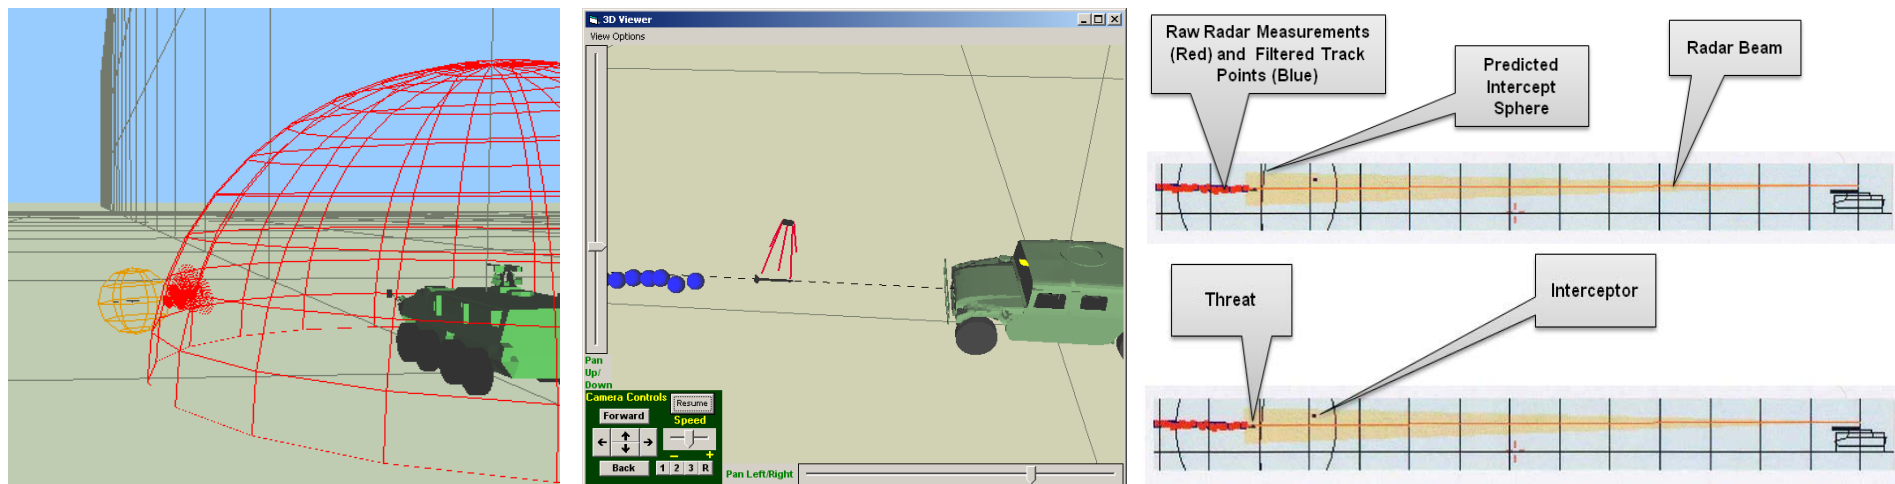 3D Viewer
View Options
Pan
Up/
Down
Camera Controls
Resume
Forward
Speed
Back
- +
1 2 3 R
Pan Left/Right
Raw Radar Measurements
(Red) and Filtered Track
Points (Blue)
Predicted
Intercept
Sphere
Radar Beam
Threat
Interceptor